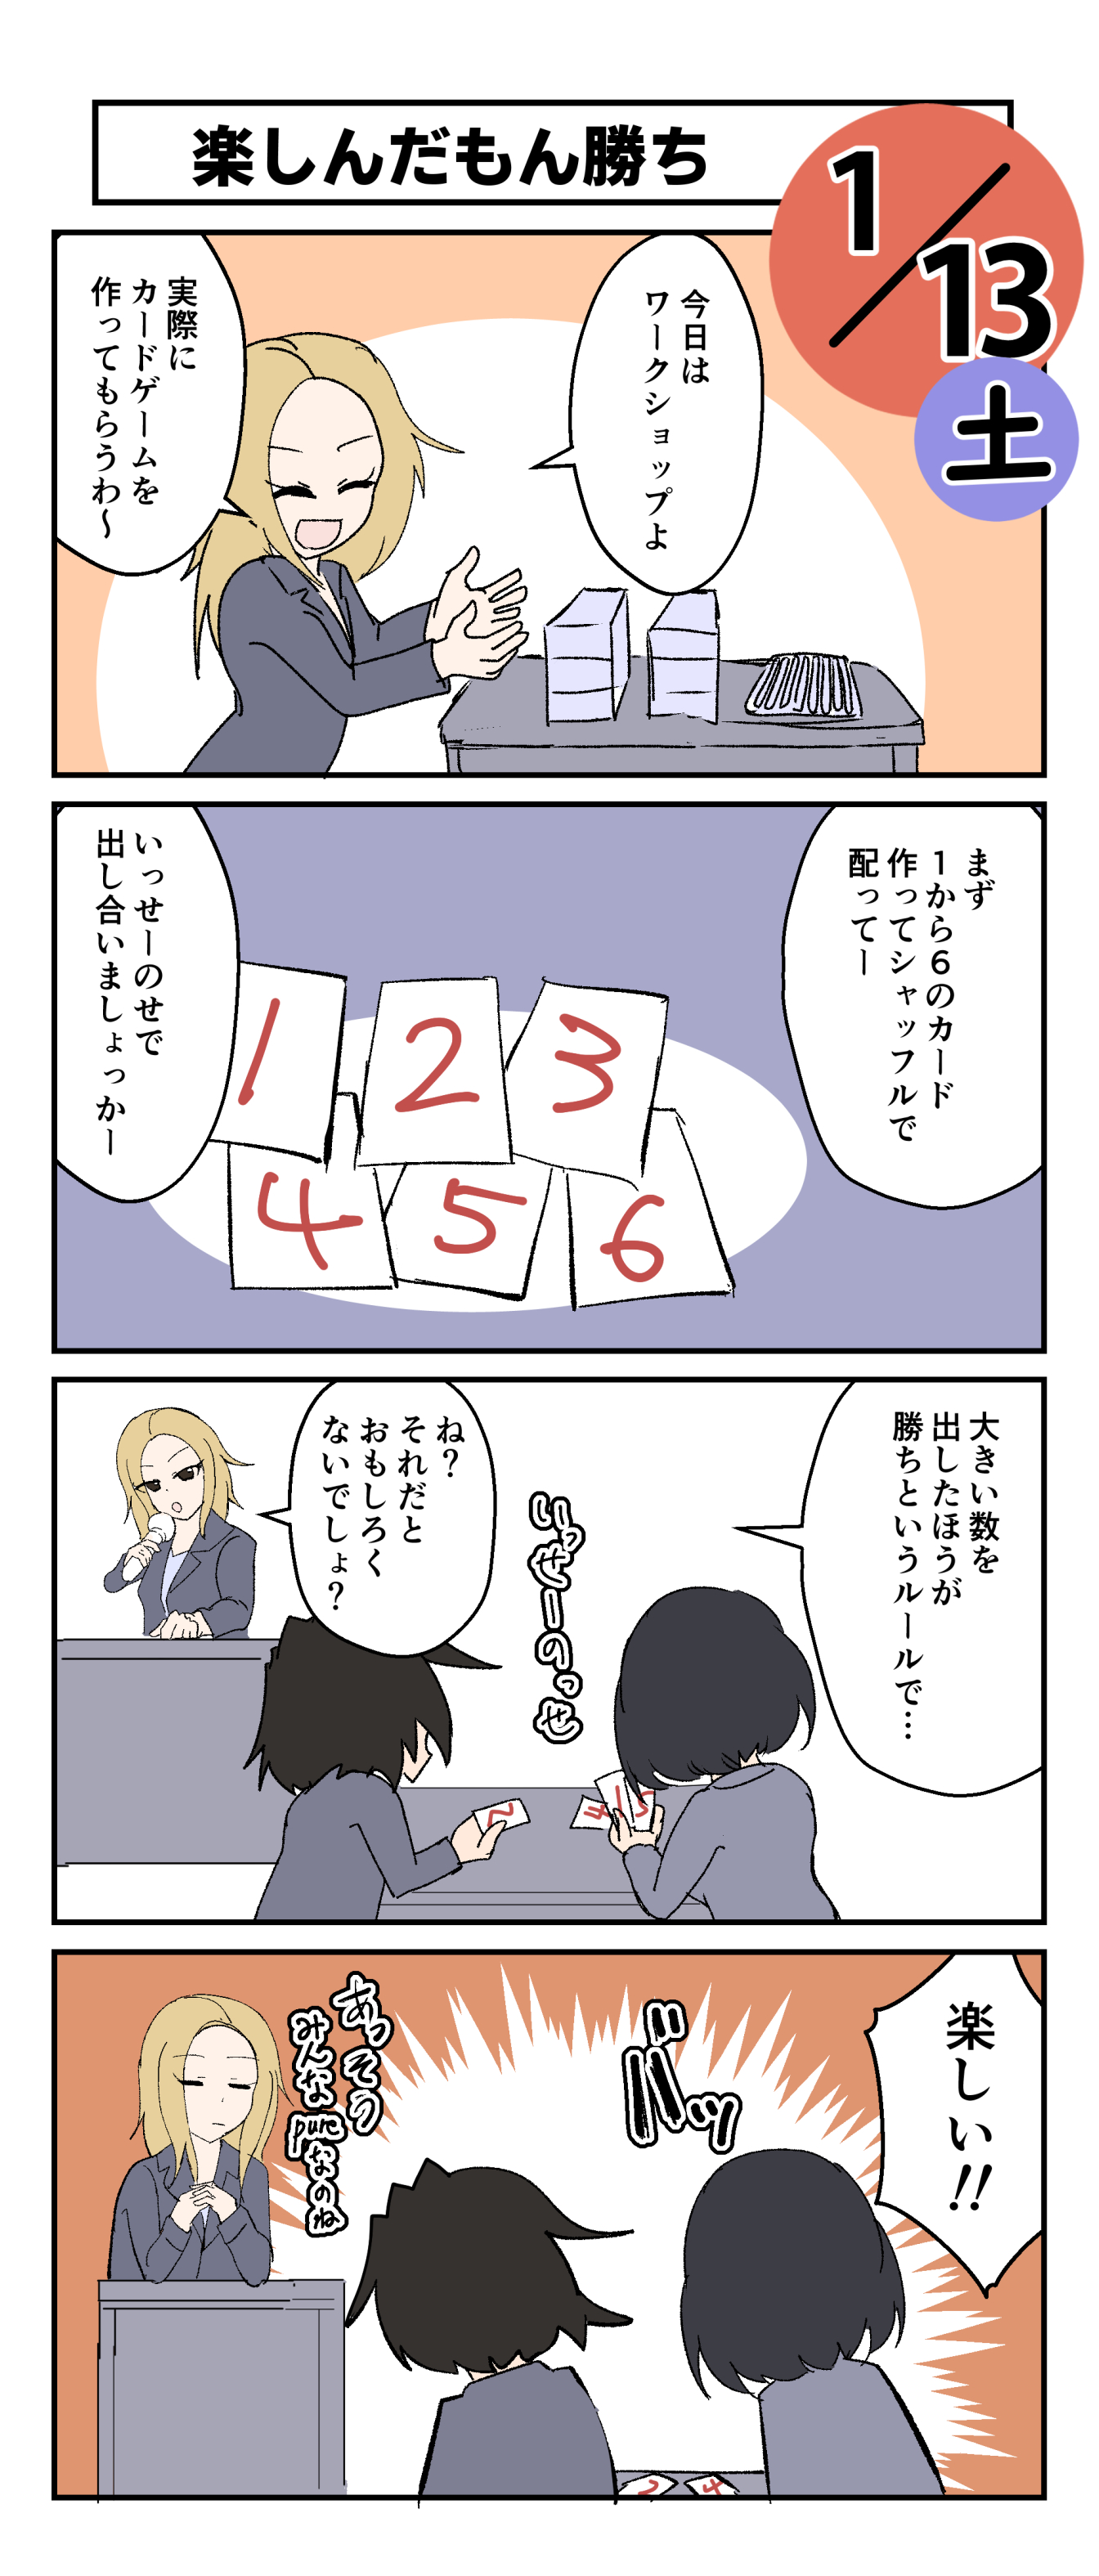 楽しんだもん勝ち
1/13
土
今日は
ワークショップよ
実際に
カードゲームを
作ってもらうわ〜
まず
1から6のカード
作ってシャッフルで
配ってー
いっせーのせで
出し合いましょっかー
1
2
3
4
5
6
大きい数を
出したほうが
勝ちというルールで…
いっせーのっせ
ね？
それだと
おもしろく
ないでしょ？
2
4
1
5
楽しい!!
バッ
あっそう
みんな
pure
なのね
2
4